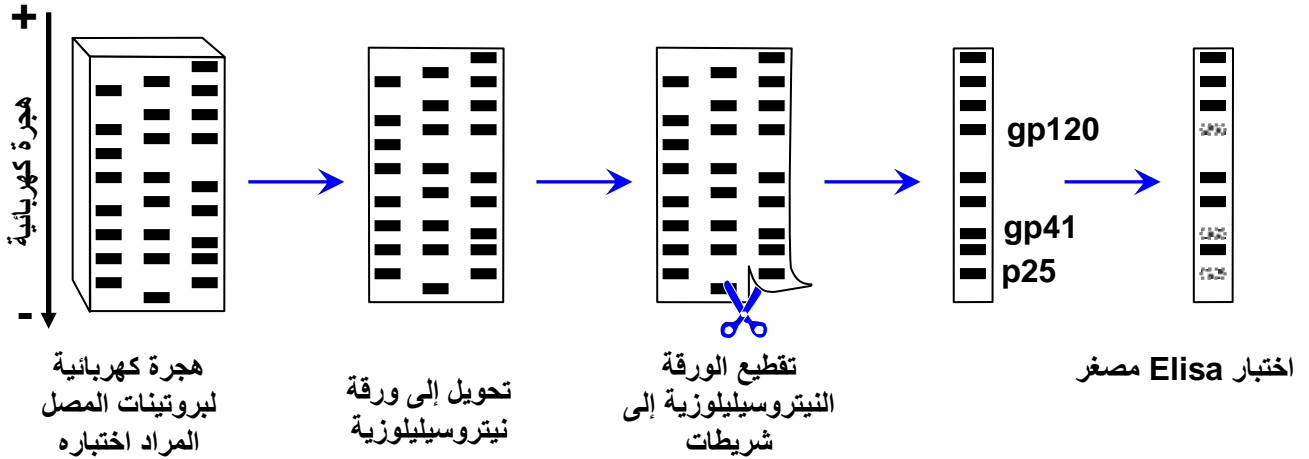 +
هجرة كهربائية
-
gp120
gp41
p25
هجرة كهربائية
لبروتينات المصل
المراد اختباره
تحويل إلى ورقة
نيتروسيليلوزية
تقطيع الورقة
النيتروسيليلوزية إلى
شريطات
اختبار Elisa مصغر